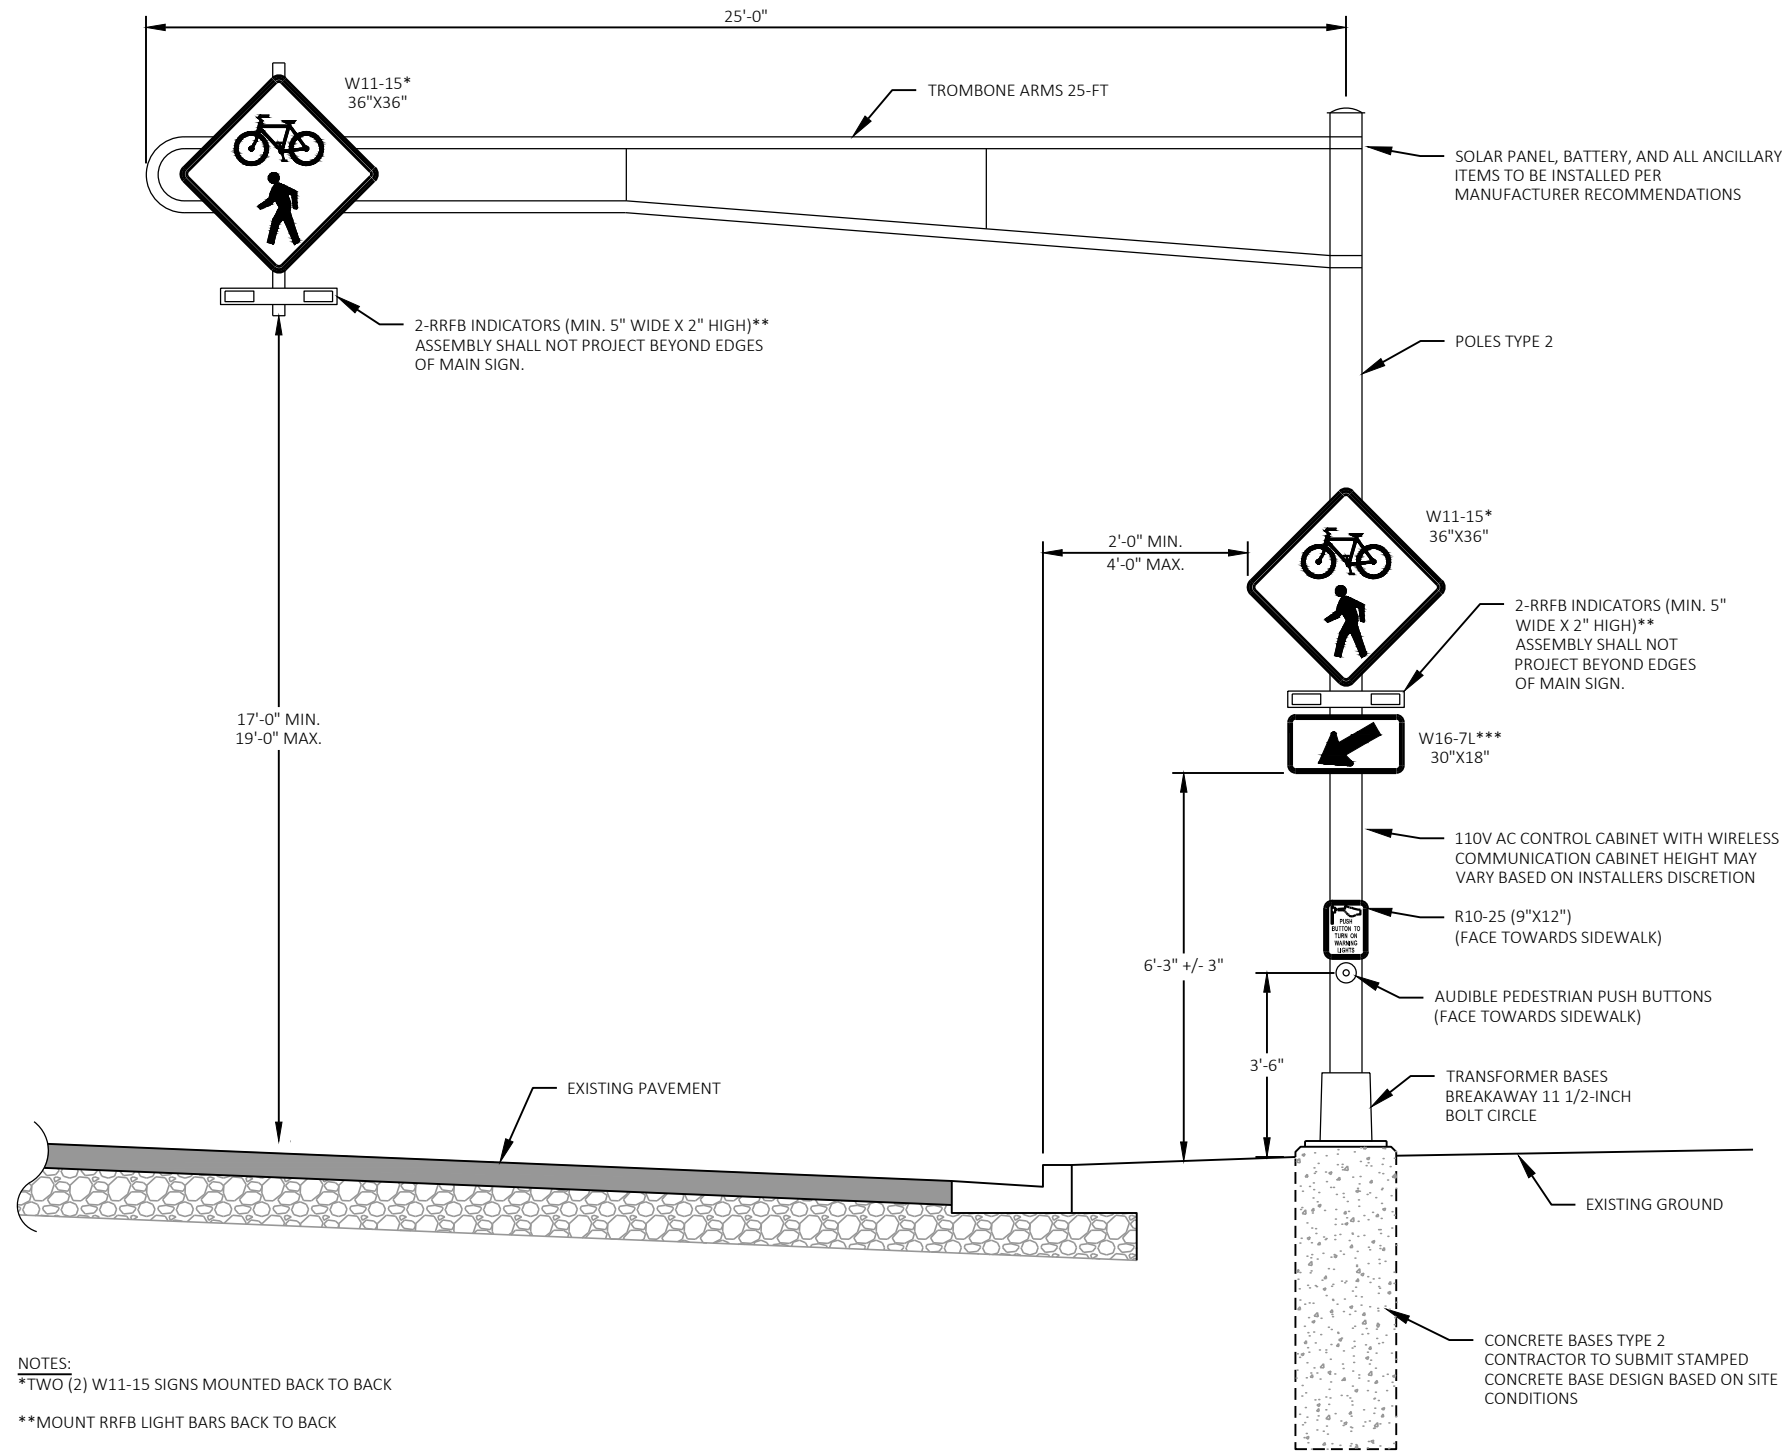 25'-0"
W11-15*
36"X36"
TROMBONE ARMS 25-FT
SOLAR PANEL, BATTERY, AND ALL ANCILLARY
ITEMS TO BE INSTALLED PER
MANUFACTURER RECOMMENDATIONS
2-RRFB INDICATORS (MIN. 5" WIDE X 2" HIGH)**
ASSEMBLY SHALL NOT PROJECT BEYOND EDGES
OF MAIN SIGN.
POLES TYPE 2
W11-15*
36"X36"
2'-0" MIN.
4'-0" MAX.
2-RRFB INDICATORS (MIN. 5"
WIDE X 2" HIGH)**
ASSEMBLY SHALL NOT
PROJECT BEYOND EDGES
OF MAIN SIGN.
17'-0" MIN.
19'-0" MAX.
W16-7L***
30"X18"
110V AC CONTROL CABINET WITH WIRELESS
COMMUNICATION CABINET HEIGHT MAY
VARY BASED ON INSTALLERS DISCRETION
R10-25 (9"X12")
(FACE TOWARDS SIDEWALK)
PUSH
BUTTON TO
TURN ON
WARNING
LIGHTS
6'-3" +/- 3"
AUDIBLE PEDESTRIAN PUSH BUTTONS
(FACE TOWARDS SIDEWALK)
3'-6"
TRANSFORMER BASES
BREAKAWAY 11 1/2-INCH
BOLT CIRCLE
EXISTING PAVEMENT
EXISTING GROUND
CONCRETE BASES TYPE 2
CONTRACTOR TO SUBMIT STAMPED
CONCRETE BASE DESIGN BASED ON SITE
CONDITIONS
NOTES:
*TWO (2) W11-15 SIGNS MOUNTED BACK TO BACK
**MOUNT RRFB LIGHT BARS BACK TO BACK